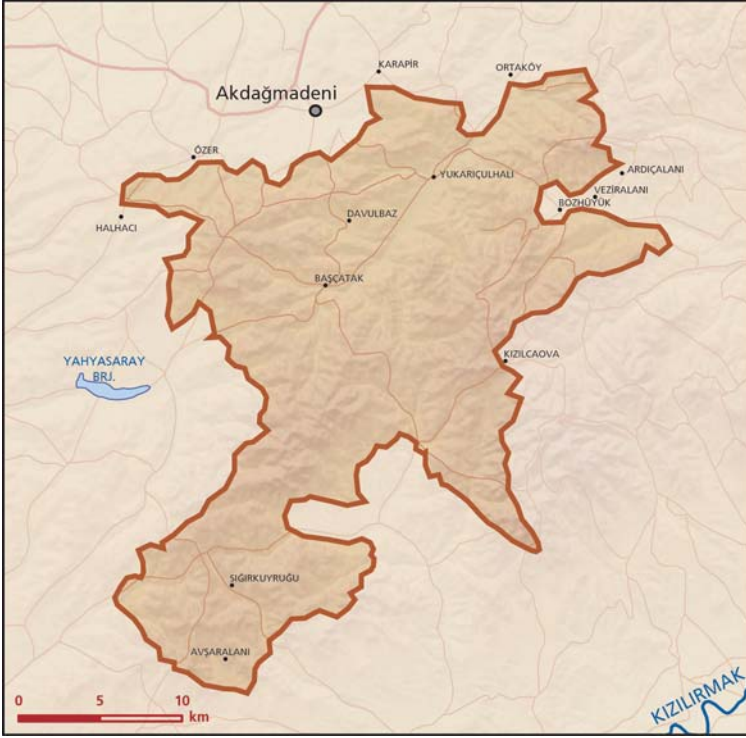 KARAPİR
ORTAKÖY
Akdağmadeni
ÖZER
ARDIÇALANI
YUKARIÇULHALI
VEZİRALANI
BOZHÜYÜK
DAVULBAZ
HALHACI
BAŞÇATAK
KIZILCAOVA
YAHYASARAY
BRJ.
SIĞIRKUYRUĞU
AVŞARALANI
KIZILIRMAK
0 5 10
km